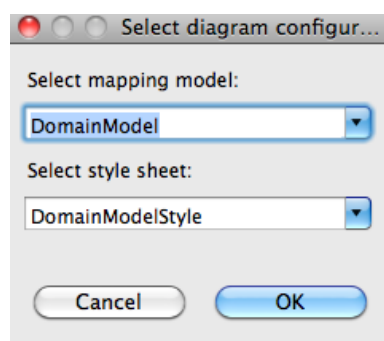 Select diagram configur...
Select mapping model:
DomainModel
Select style sheet:
DomainModelStyle
Cancel OK